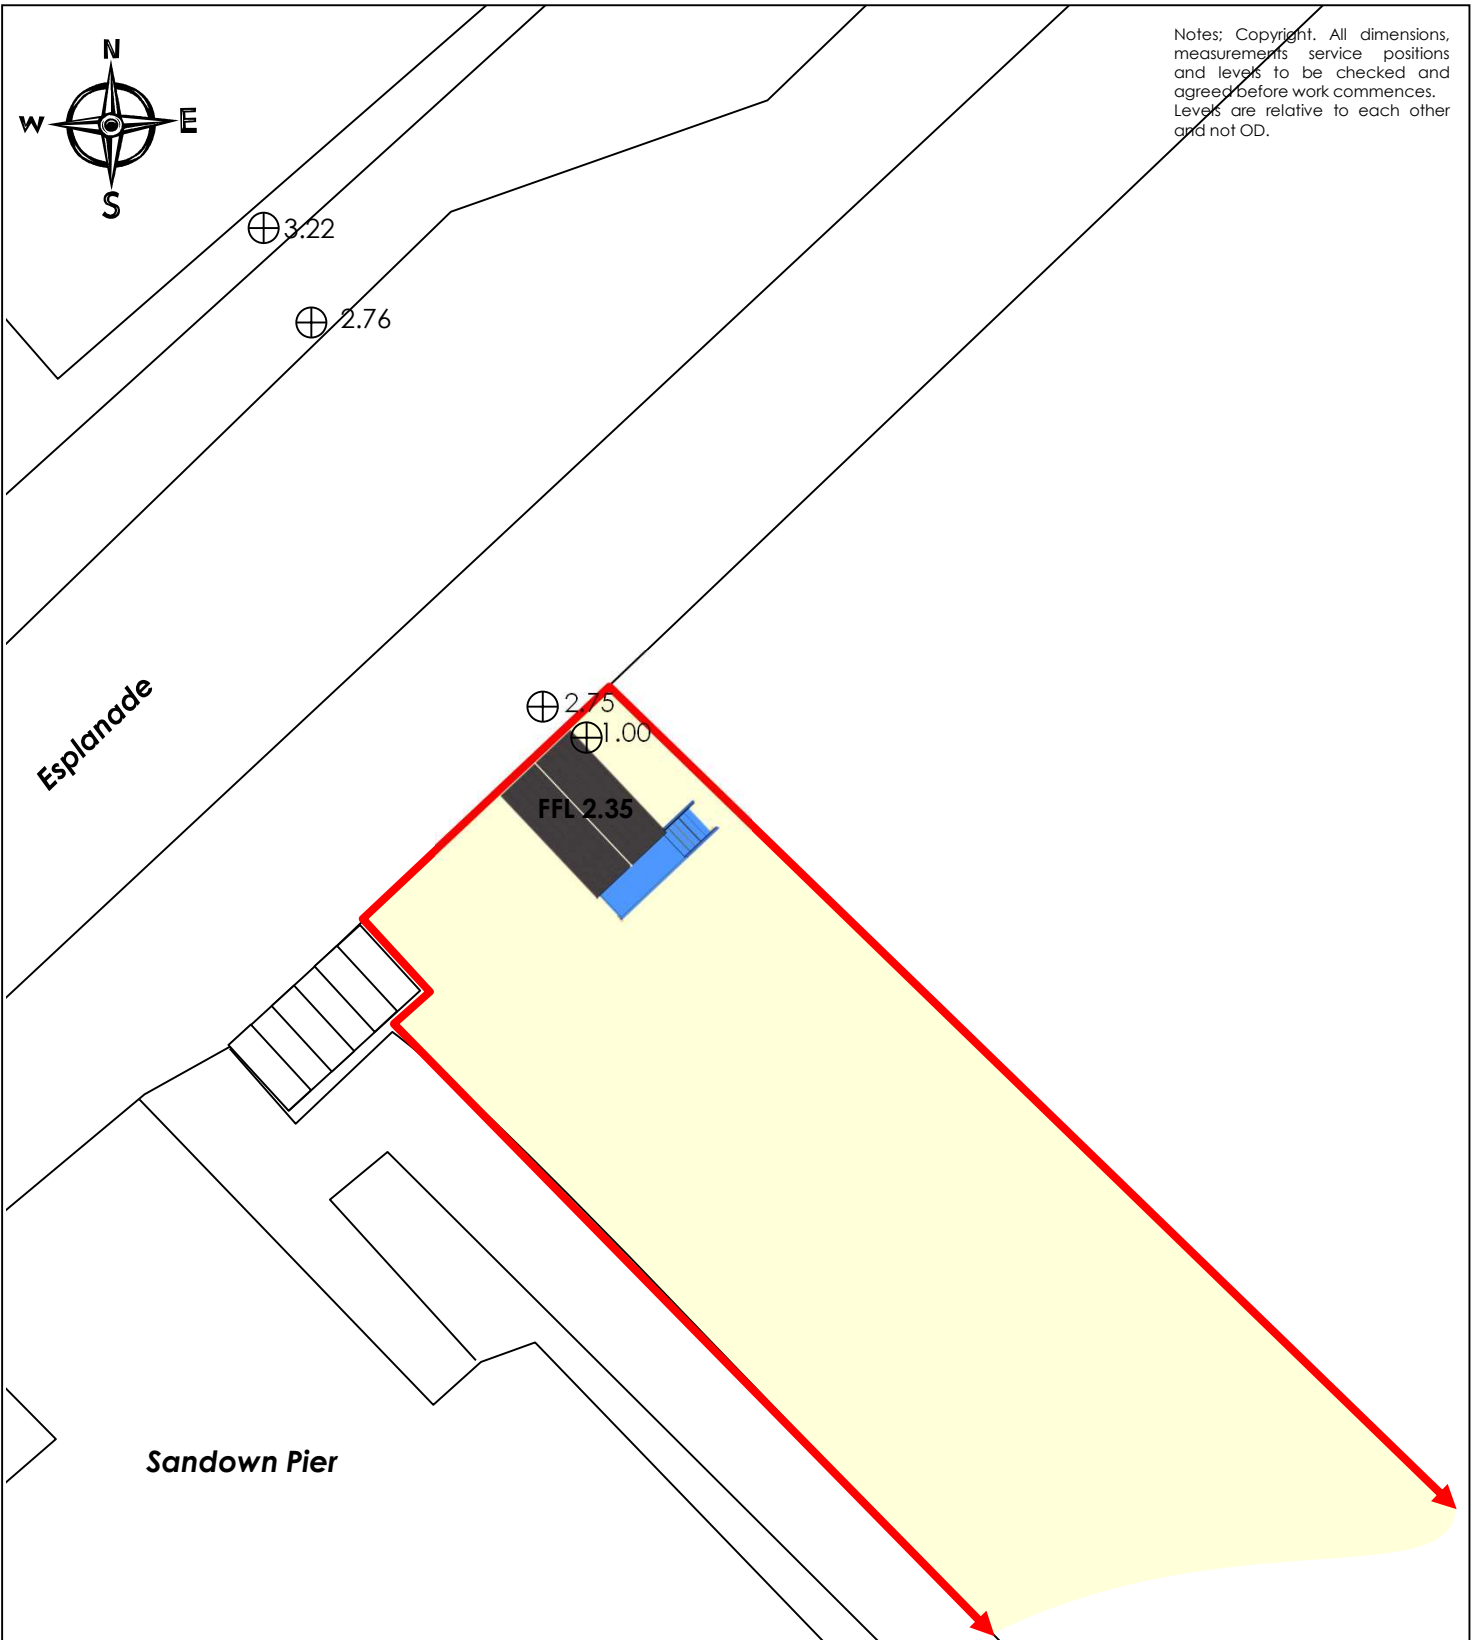 Notes; Copyright. All dimensions,
measurements service positions
and levels to be checked and
agreed before work commences.
Levels are relative to each other
and not OD.
N
W E
S
3.22
2.76
Esplanade
2.75
1.00
FFL 2.35
Sandown Pier